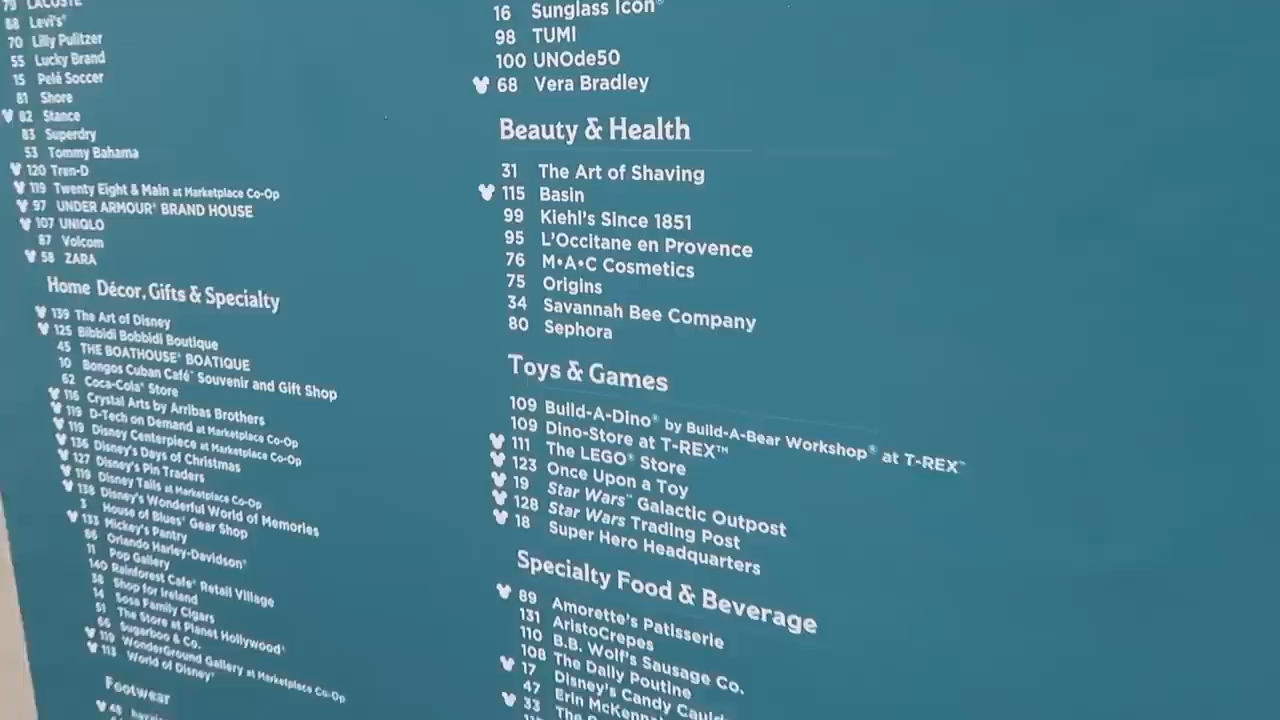 79 LACOSTE
88 Levi's®
70 Lilly Pulitzer
55 Lucky Brand
15 Pelé Soccer
81 Shore
82 Stance
83 Superdry
53 Tommy Bahama
120 Tren-D
119 Twenty Eight & Main at Marketplace Co-Op
97 UNDER ARMOUR® BRAND HOUSE
107 UNIQLO
87 Volcom
58 ZARA
Home Décor, Gifts & Specialty
139 The Art of Disney
125 Bibbidi Bobbidi Boutique
45 THE BOATHOUSE® BOATIQUE
10 Bongos Cuban Café™ Souvenir and Gift Shop
62 Coca-Cola® Store
116 Crystal Arts by Arribas Brothers
119 D-Tech on Demand at Marketplace Co-Op
119 Disney Centerpiece at Marketplace Co-Op
136 Disney's Days of Christmas
127 Disney's Pin Traders
119 Disney Tails at Marketplace Co-Op
138 Disney's Wonderful World of Memories
3 House of Blues® Gear Shop
133 Mickey's Pantry
86 Orlando Harley-Davidson®
11 Pop Gallery
140 Rainforest Cafe® Retail Village
38 Shop for Ireland
14 Sosa Family Cigars
51 The Store at Planet Hollywood®
66 Sugarboo & Co.
119 WonderGround Gallery at Marketplace Co-Op
113 World of Disney®
Footwear
16 Sunglass Icon®
98 TUMI
100 UNOde50
68 Vera Bradley
Beauty & Health
31 The Art of Shaving
115 Basin
99 Kiehl's Since 1851
95 L'Occitane en Provence
76 M•A•C Cosmetics
75 Origins
34 Savannah Bee Company
80 Sephora
Toys & Games
109 Build-A-Dino® by Build-A-Bear Workshop® at T-REX™
109 Dino-Store at T-REX™
111 The LEGO® Store
123 Once Upon a Toy
19 Star Wars™ Galactic Outpost
128 Star Wars Trading Post
18 Super Hero Headquarters
Specialty Food & Beverage
89 Amorette's Patisserie
131 AristoCrepes
110 B.B. Wolf's Sausage Co.
108 The Daily Poutine
17 Disney's Candy
47 Erin
33 The